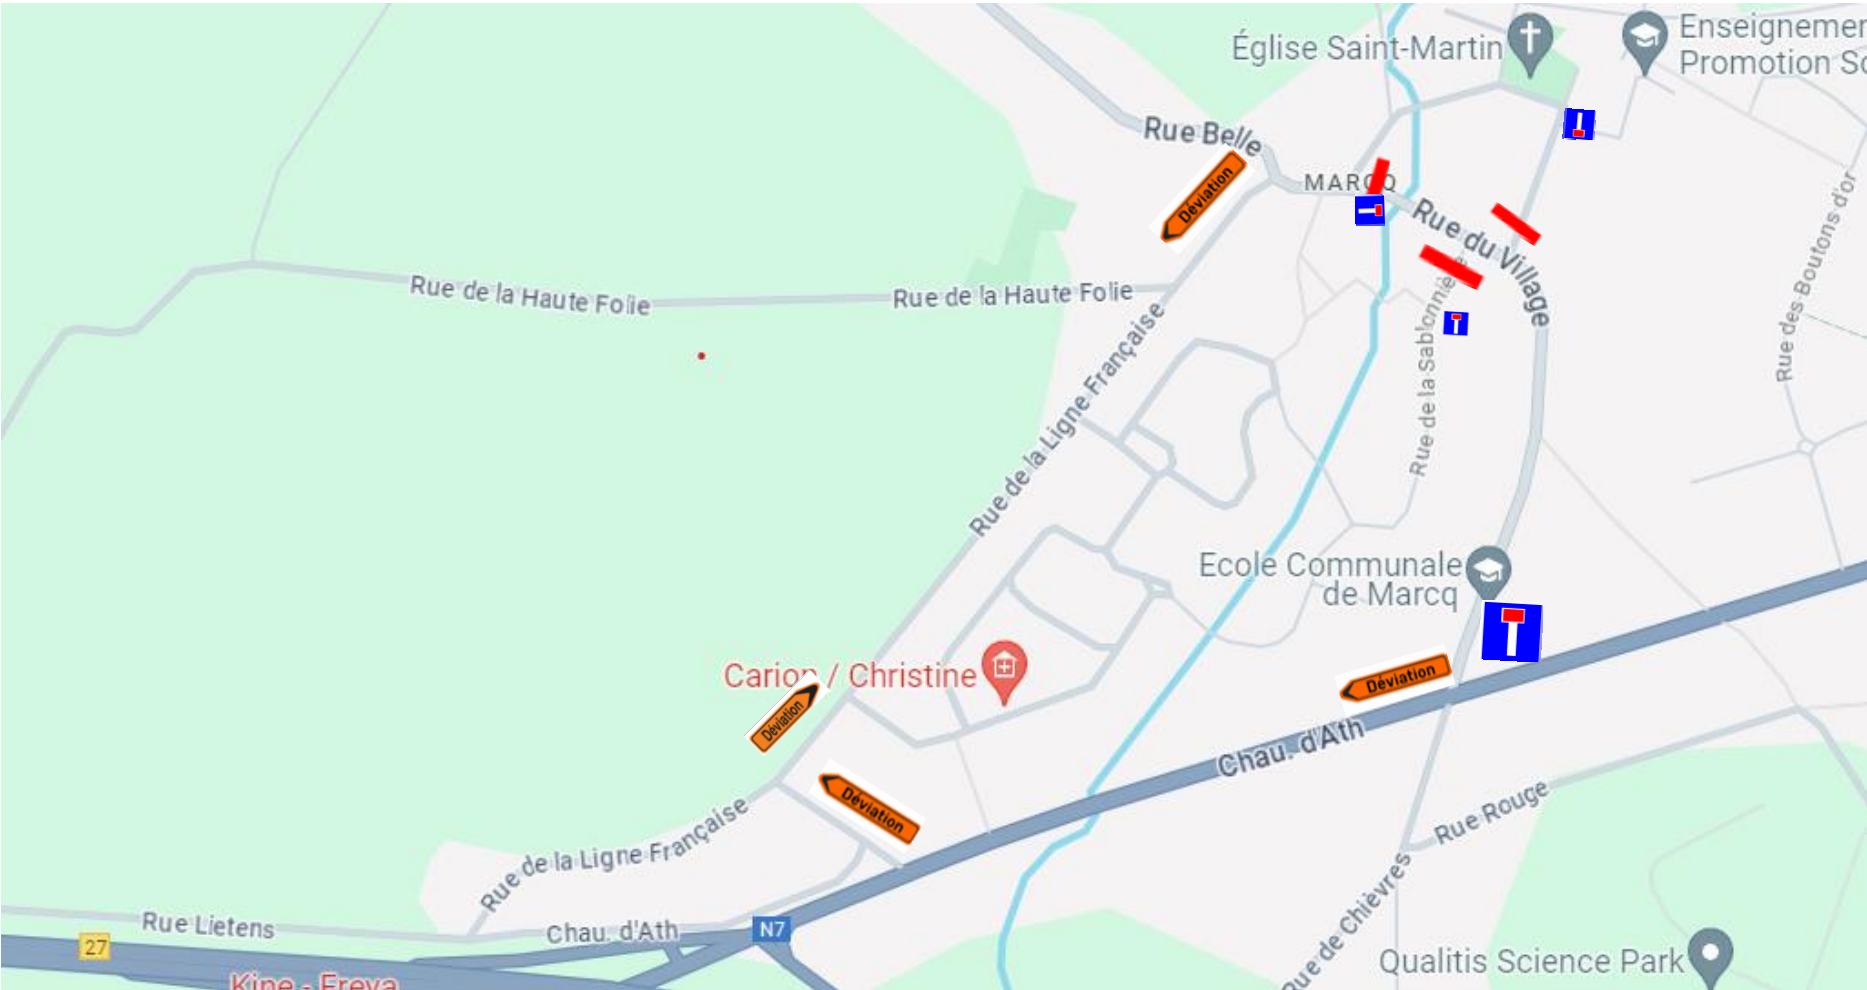 Église Saint-Martin
Enseignemer
Promotion Sc
Rue Belle
Déviation
MARCQ
Rue du Village
Rue des Boutons d'or
Rue de la Haute Folie
Rue de la Haute Folie
Rue de la Sablonnière
Rue de la Ligne Française
Ecole Communale
de Marcq
Carion / Christine
Déviation
Déviation
Chau. d'Ath
Déviation
Rue Rouge
Rue de la Ligne Française
Rue de Chièvres
Rue Lietens
Chau. d'Ath
N7
27
Qualitis Science Park
Kine - Freya